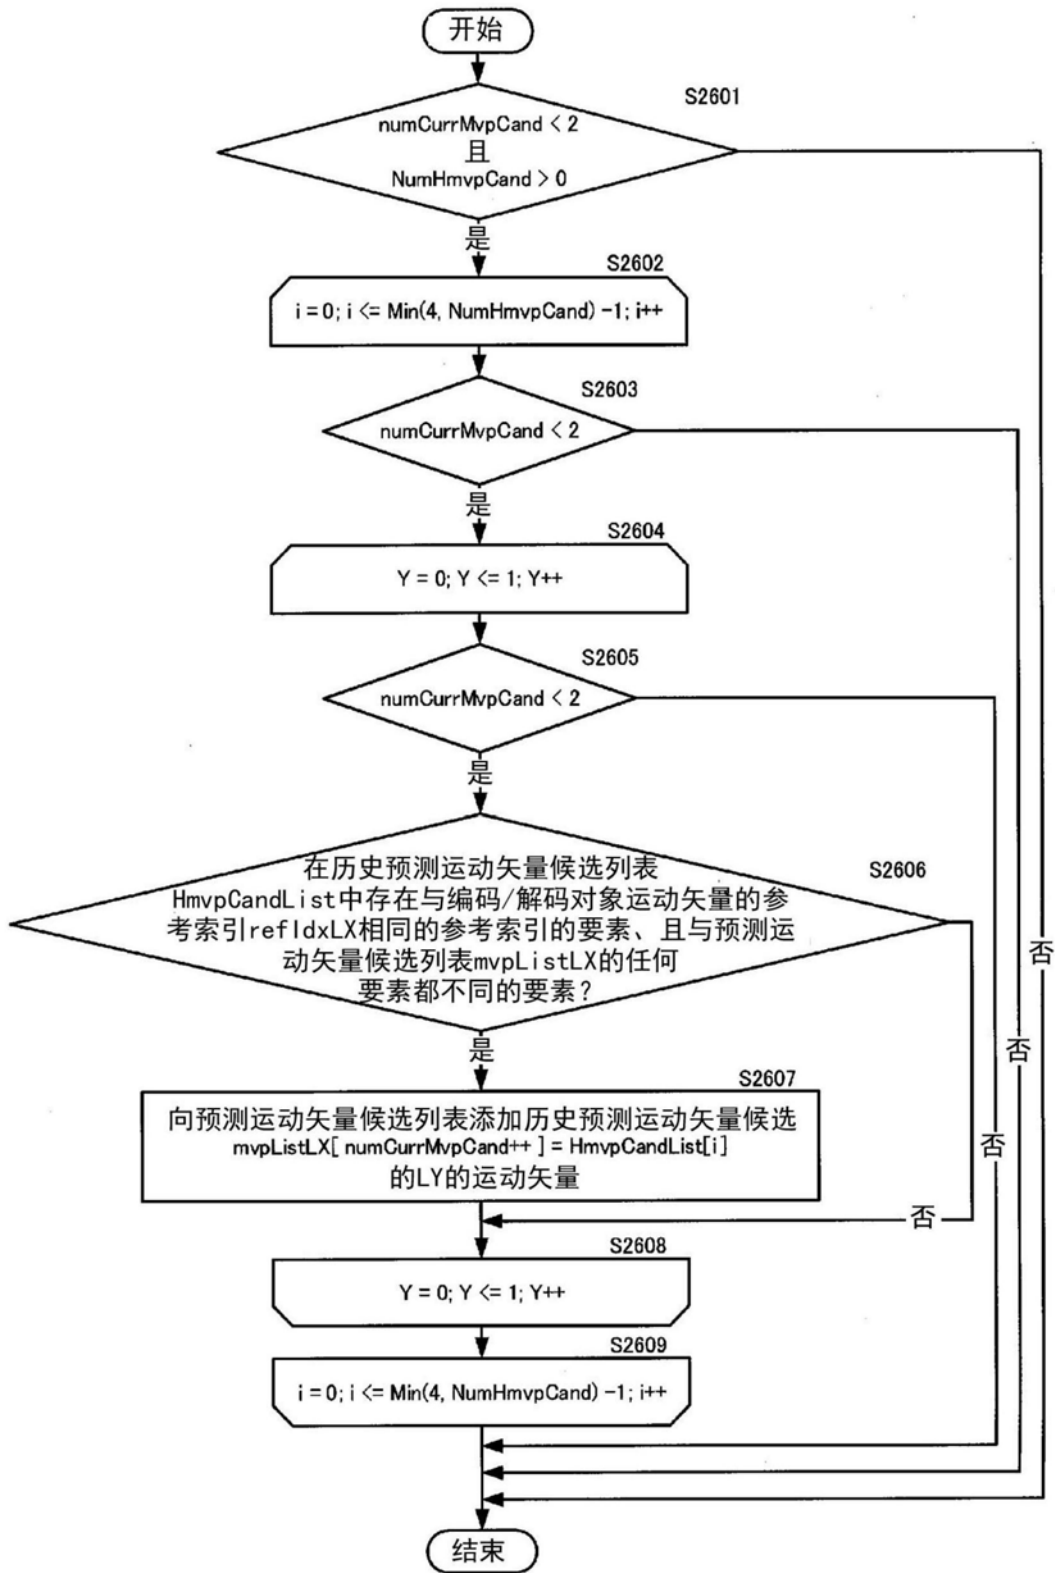 开始
S2601
numCurrMvpCand < 2
且
NumHmvpCand > 0
是
S2602
i = 0; i <= Min(4, NumHmvpCand) -1; i++
S2603
numCurrMvpCand < 2
是
S2604
Y = 0; Y <= 1; Y++
S2605
numCurrMvpCand < 2
是
S2606
在历史预测运动矢量候选列表
HmvpCandList中存在与编码/解码对象运动矢量的参
考索引refIdxLX相同的参考索引的要素、且与预测运
动矢量候选列表mvpListLX的任何
要素都不同的要素?
否
否
是
S2607
向预测运动矢量候选列表添加历史预测运动矢量候选
mvpListLX[ numCurrMvpCand++ ] = HmvpCandList[i]
的LY的运动矢量
否
否
S2608
Y = 0; Y <= 1; Y++
S2609
i = 0; i <= Min(4, NumHmvpCand) -1; i++
结束